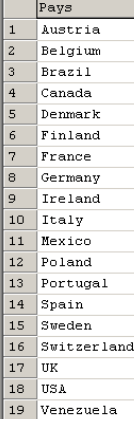 Pays
1 Austria
2 Belgium
3 Brazil
4 Canada
5 Denmark
6 Finland
7 France
8 Germany
9 Ireland
10 Italy
11 Mexico
12 Poland
13 Portugal
14 Spain
15 Sweden
16 Switzerland
17 UK
18 USA
19 Venezuela